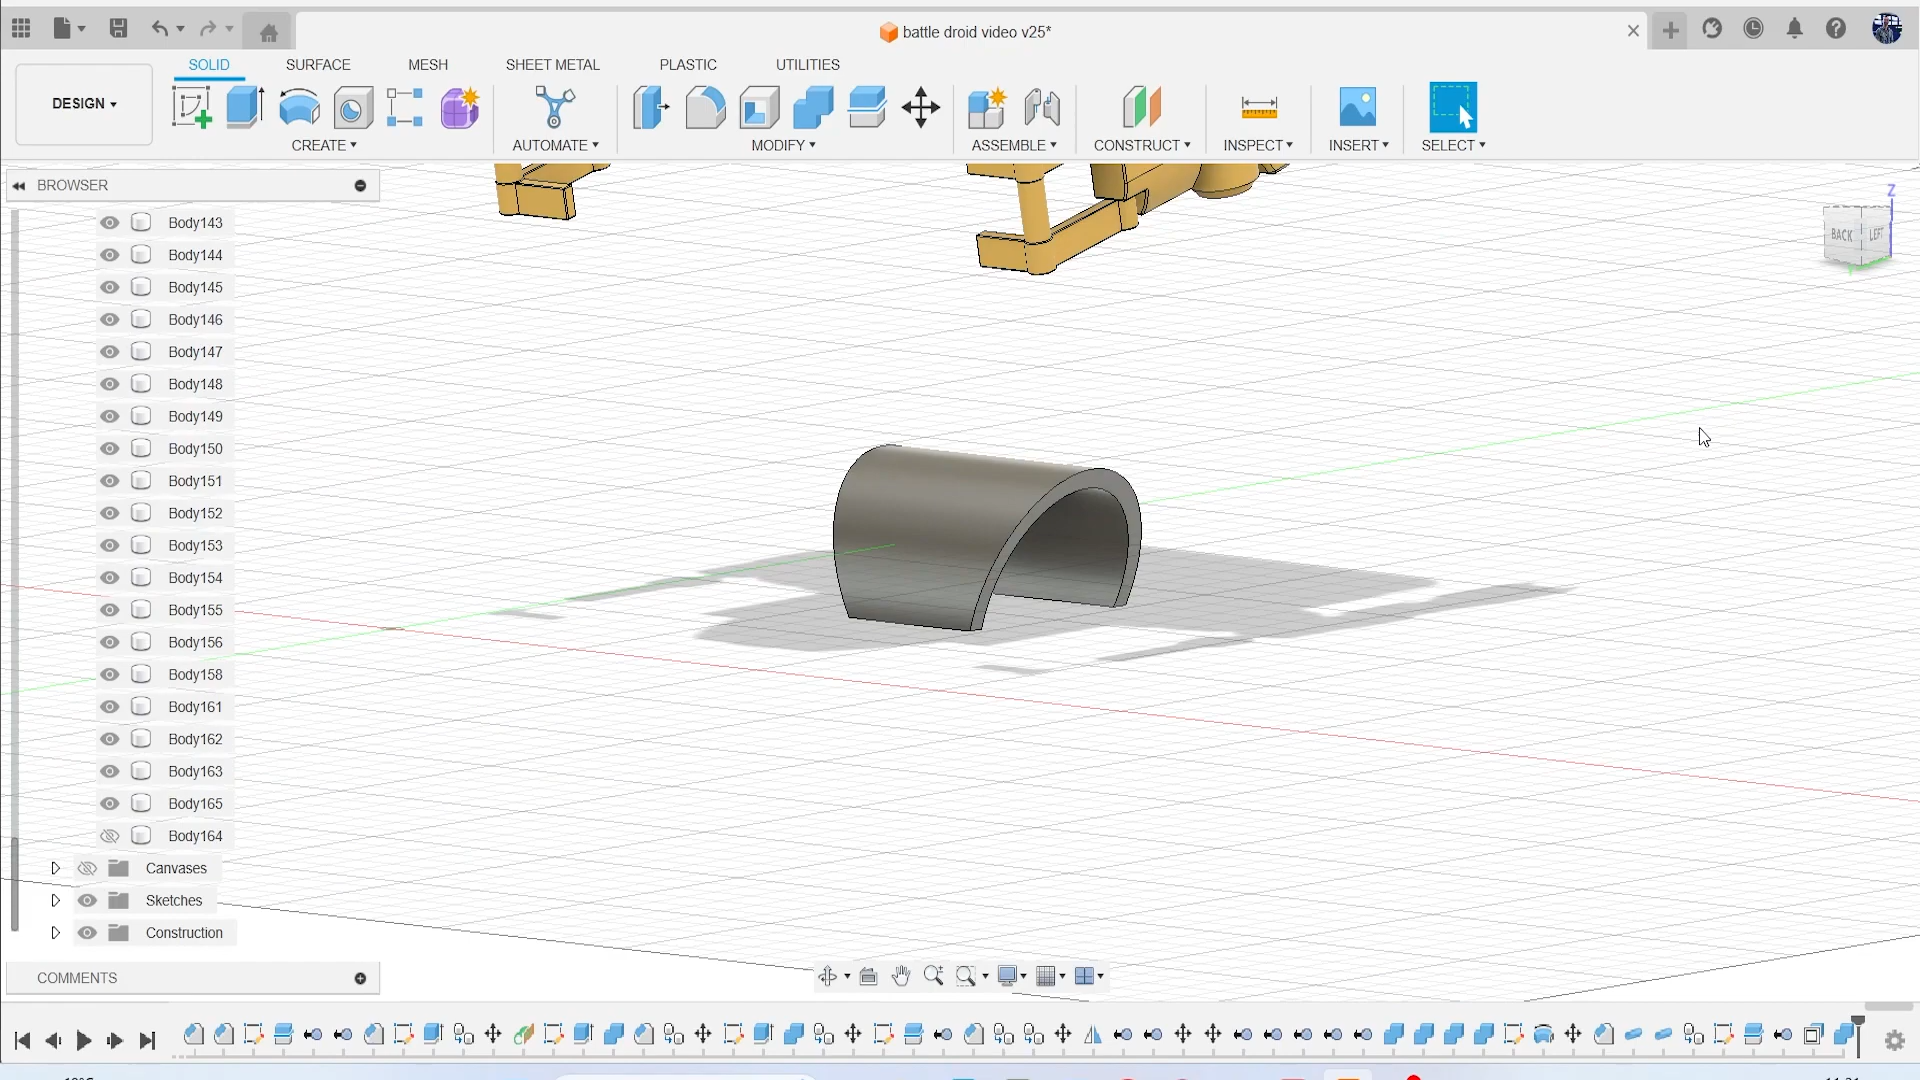 battle droid video v25*
SOLID SURFACE MESH SHEET METAL PLASTIC UTILITIES
DESIGN
CREATE AUTOMATE MODIFY ASSEMBLE CONSTRUCT INSPECT INSERT SELECT
BROWSER
Z
BACK LEFT
Body143
Body144
Body145
Body146
Body147
Body148
Body149
Body150
Body151
Body152
Body153
Body154
Body155
Body156
Body158
Body161
Body162
Body163
Body165
Body164
Canvases
Sketches
Construction
COMMENTS